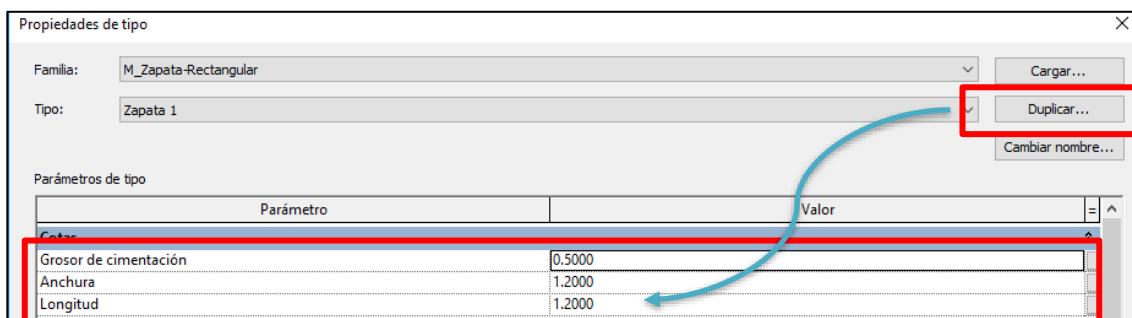 Propiedades de tipo
Familia: M_Zapata-Rectangular Cargar...
Tipo: Zapata 1 Duplicar...
Cambiar nombre...
Parámetros de tipo
Parámetro Valor =
Cotas
Grosor de cimentación 0.5000
Anchura 1.2000
Longitud 1.2000